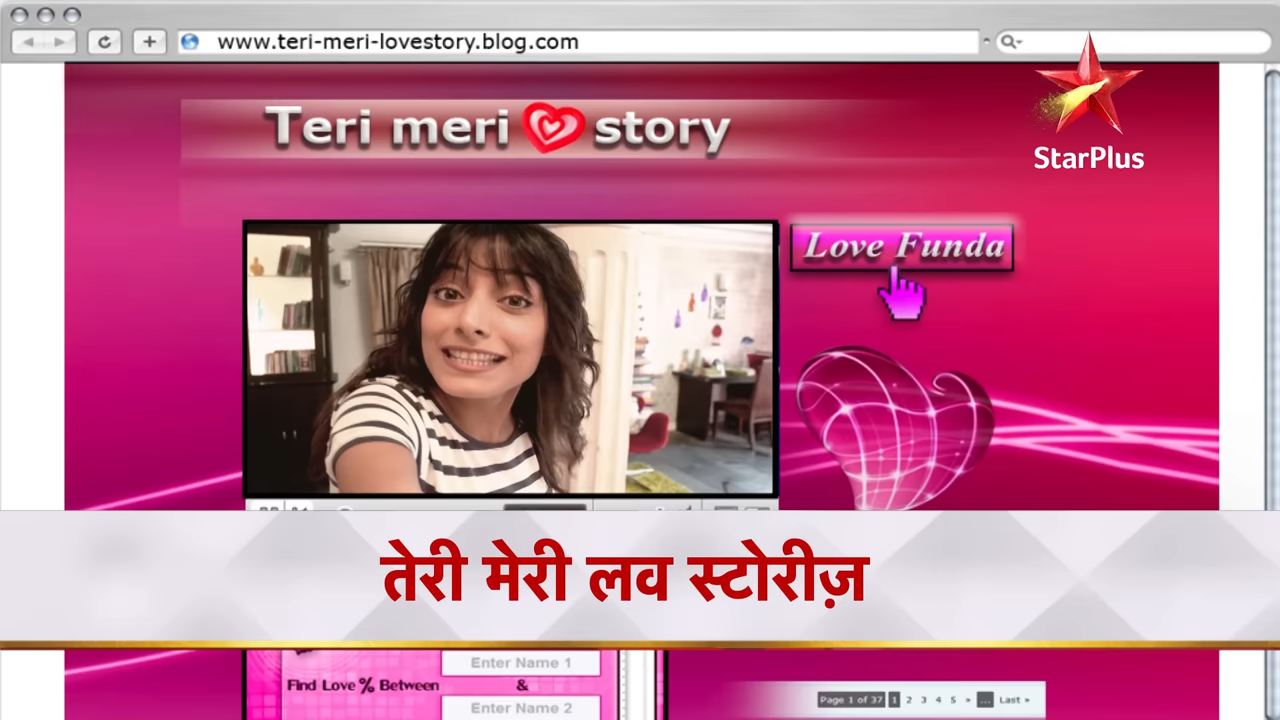 www.teri-meri-lovestory.blog.com
Teri meri story
StarPlus
Love Funda
तेरी मेरी लव स्टोरीज़
Enter Name 1
Find Love % Between
&
Enter Name 2
Page 1 of 37 1 2 3 4 5 » ... Last »